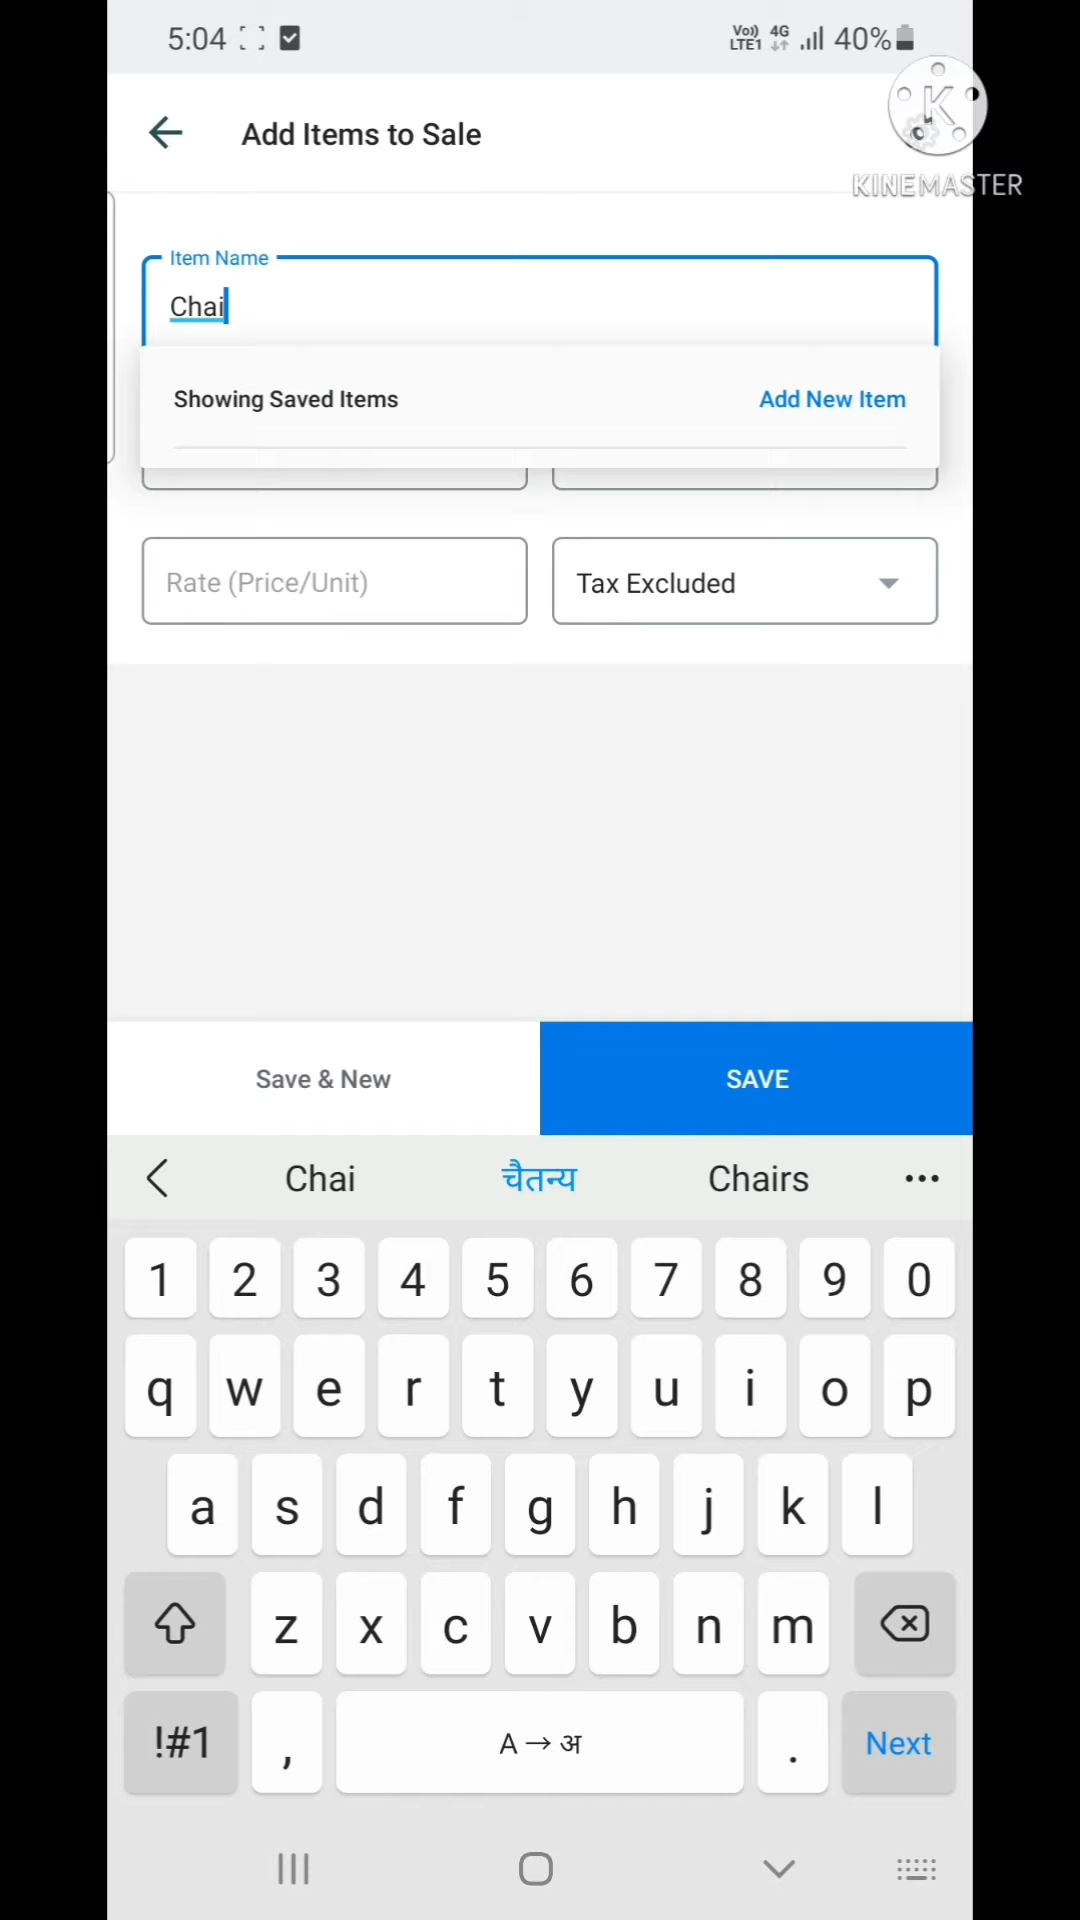 5:04
Vo)) 4G 40%
LTE1
Add Items to Sale
K
KINEMASTER
Item Name
Chai
Showing Saved Items Add New Item
Rate (Price/Unit) Tax Excluded
Save & New SAVE
Chai चैतन्य Chairs
1 2 3 4 5 6 7 8 9 0
q w e r t y u i o p
a s d f g h j k l
z x c v b n m
!#1 , A → अ . Next